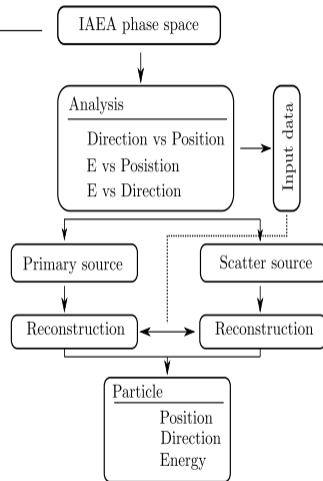 IAEA phase space
Analysis
Direction vs Position
E vs Posistion
E vs Direction
Input data
Primary source
Scatter source
Reconstruction
Reconstruction
Particle
Position
Direction
Energy